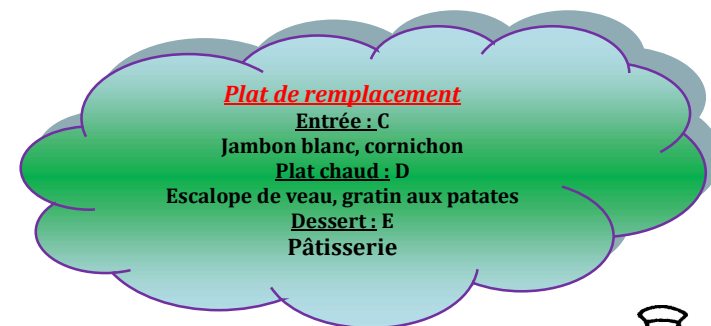 Plat de remplacement
Entrée : C
Jambon blanc, cornichon
Plat chaud : D
Escalope de veau, gratin aux patates
Dessert : E
Pâtisserie